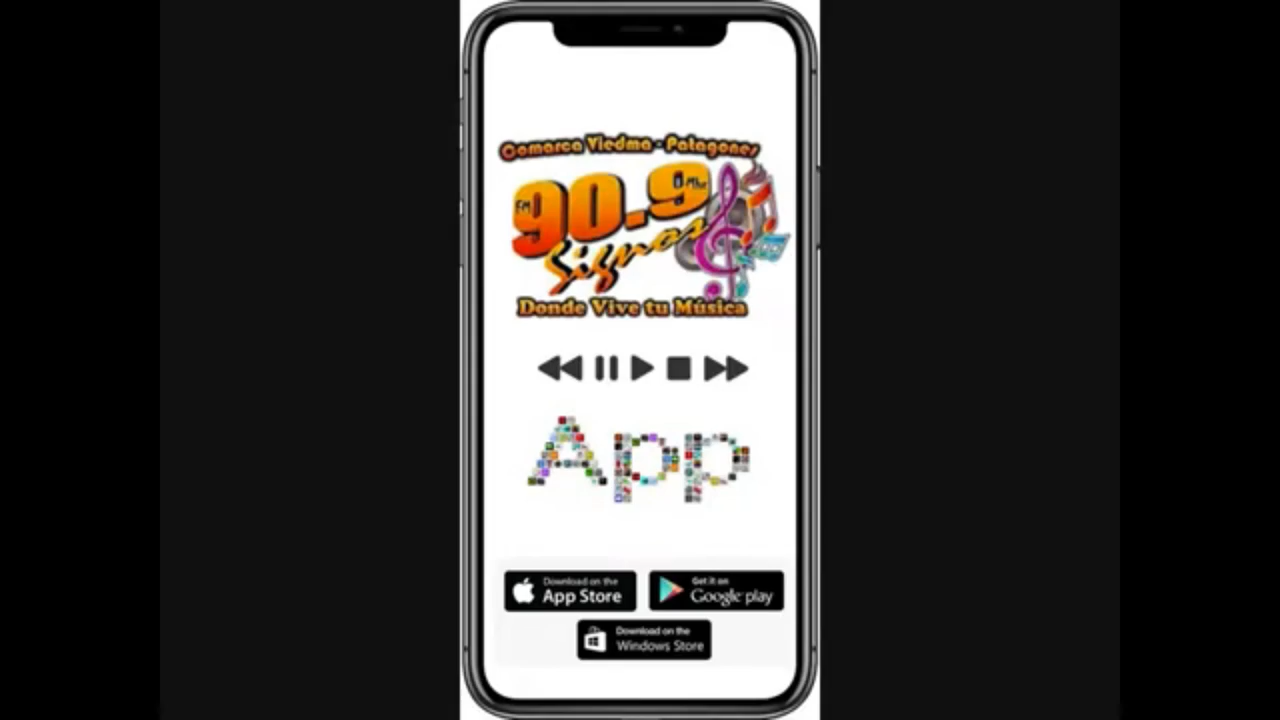 Comarca Viedma - Patagones
FM 90.9 Mhz
Signos
Donde Vive tu Música
App
Download on the
App Store
Get it on
Google play
Download on the
Windows Store